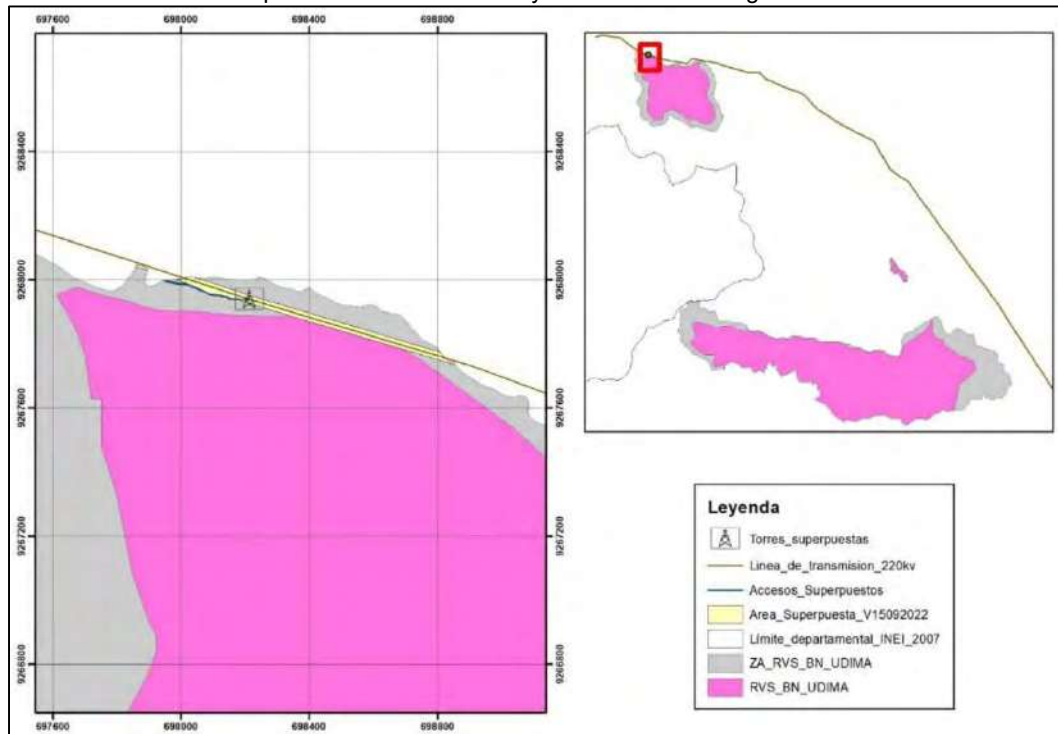 697600 698000 698400 698800
9268400
9268400
9268000
9268000
9267600
9267600
9267200
9267200
9266800
9266800
697600 698000 698400 698800
Leyenda
Torres_superpuestas
Linea_de_transmision_220kv
Accesos_Superpuestos
Area_Superpuesta_V15092022
Límite_departamental_INEI_2007
ZA_RVS_BN_UDIMA
RVS_BN_UDIMA